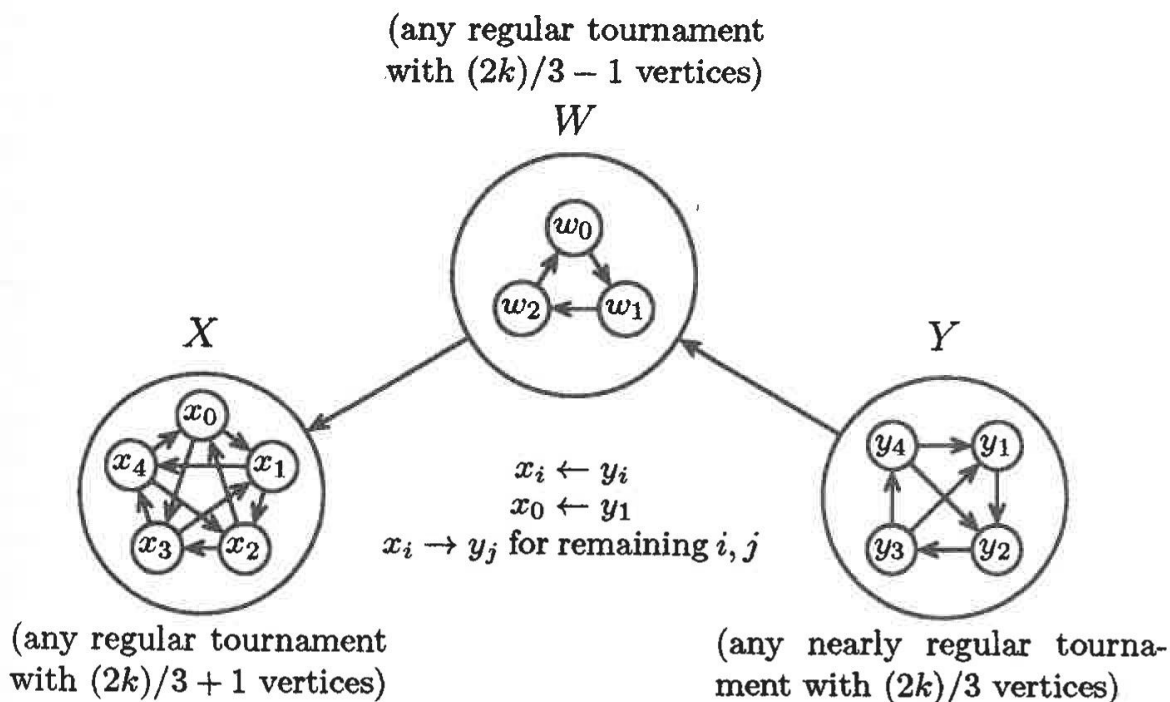 (any regular tournament
with (2k)/3 − 1 vertices)
W
w₀
w₂ w₁
X
Y
x₀
x₄ x₁
x₃ x₂
y₄ y₁
y₃ y₂
xᵢ ← yᵢ
x₀ ← y₁
xᵢ → yⱼ for remaining i, j
(any regular tournament
with (2k)/3 + 1 vertices)
(any nearly regular tourna-
ment with (2k)/3 vertices)